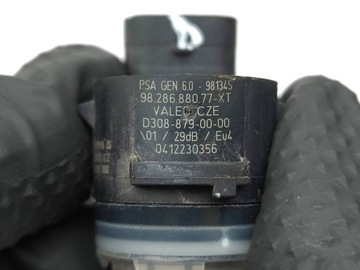 PSA GEN 6.0 - 981345
98.286.880.77-XT
VALEO CZE
D308-879-00-00
\01 / 29dB / Eu4
0412230356